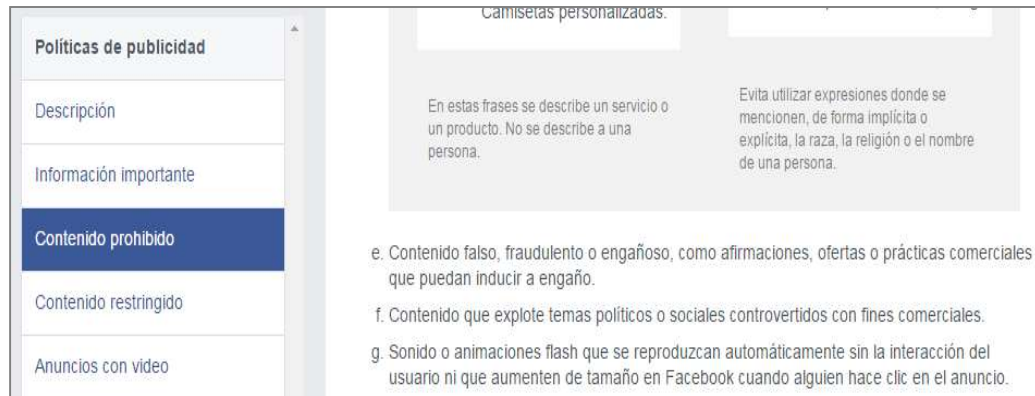 Políticas de publicidad
Descripción
Información importante
Contenido prohibido
Contenido restringido
Anuncios con video
Camisetas personalizadas.
En estas frases se describe un servicio o
un producto. No se describe a una
persona.
Evita utilizar expresiones donde se
mencionen, de forma implícita o
explícita, la raza, la religión o el nombre
de una persona.
e. Contenido falso, fraudulento o engañoso, como afirmaciones, ofertas o prácticas comerciales
que puedan inducir a engaño.
f. Contenido que explote temas políticos o sociales controvertidos con fines comerciales.
g. Sonido o animaciones flash que se reproduzcan automáticamente sin la interacción del
usuario ni que aumenten de tamaño en Facebook cuando alguien hace clic en el anuncio.